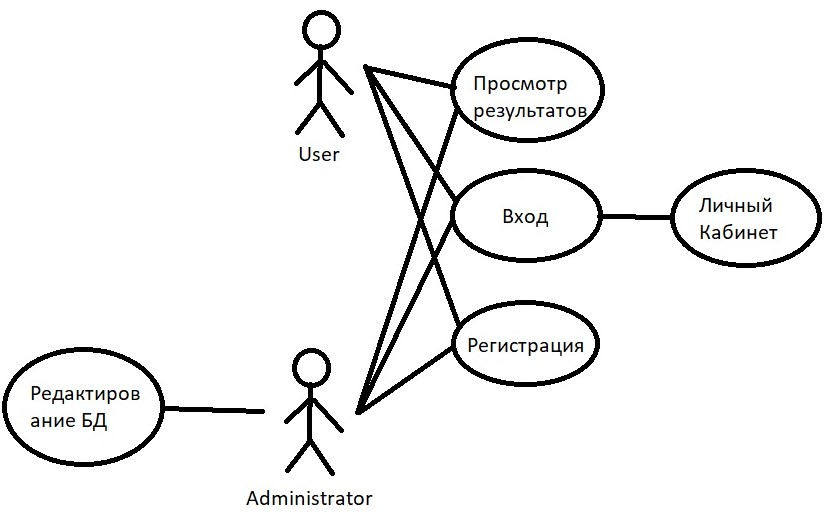 Просмотр
результатов
User
Вход
Личный
Кабинет
Регистрация
Редактиров
ание БД
Administrator